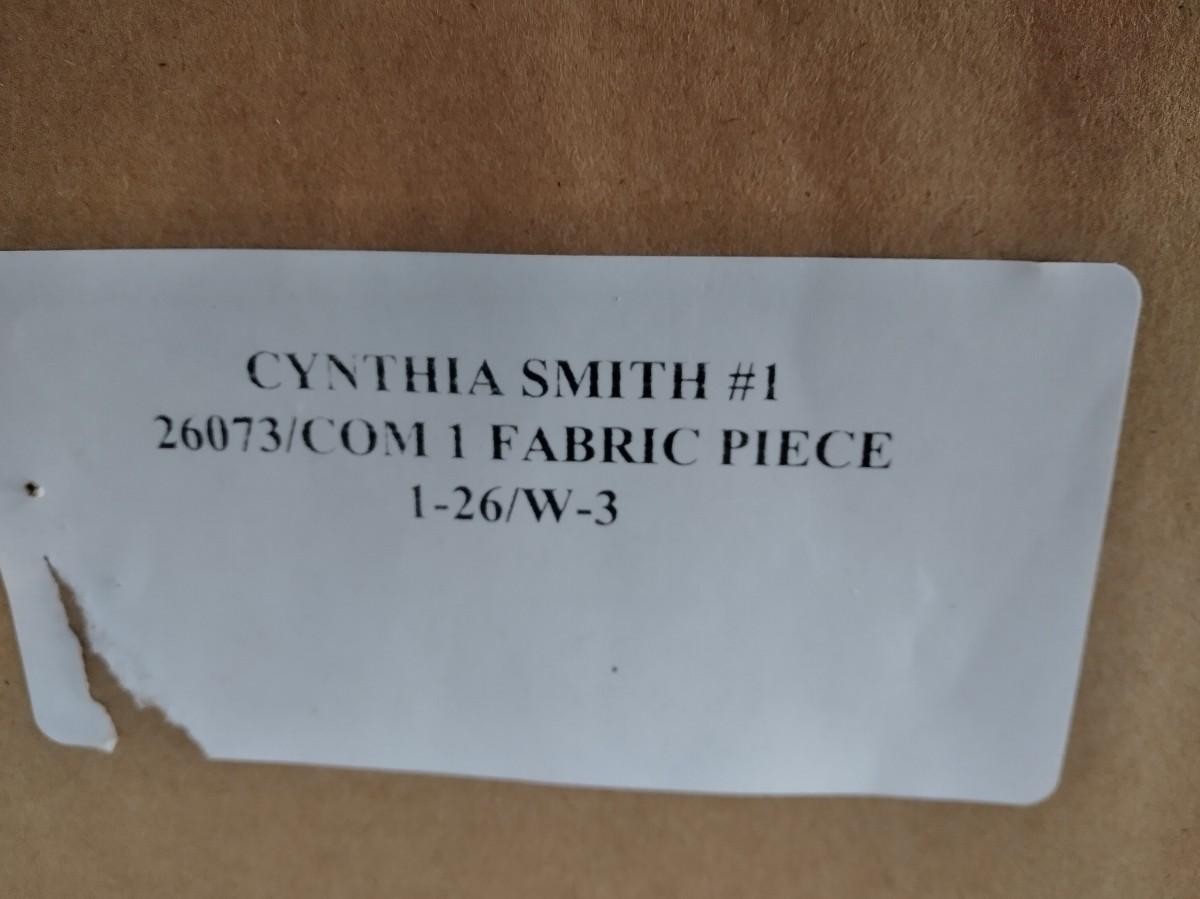 CYNTHIA SMITH #1
26073/COM 1 FABRIC PIECE
1-26/W-3